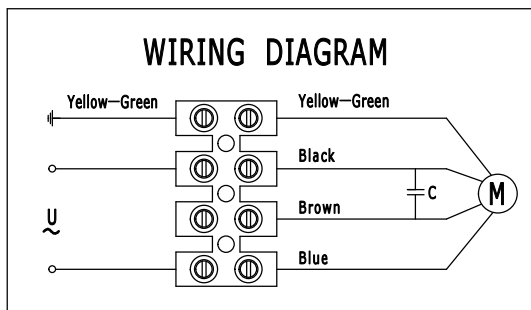 WIRING DIAGRAM
Yellow-Green Yellow-Green
Black
C
M
Brown
U
~
Blue